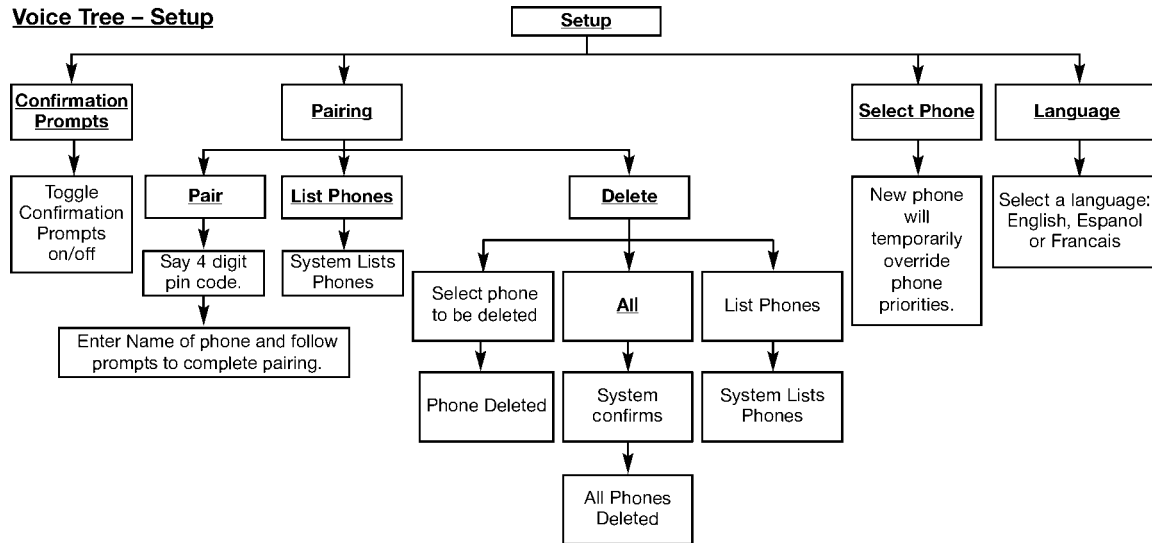 Voice Tree – Setup
Setup
Confirmation
Prompts
Pairing
Select Phone
Language
Toggle
Confirmation
Prompts
on/off
Pair
List Phones
Delete
New phone
will
temporarily
override
phone
priorities.
Select a language:
English, Espanol
or Francais
Say 4 digit
pin code.
System Lists
Phones
Select phone
to be deleted
All
List Phones
Enter Name of phone and follow
prompts to complete pairing.
Phone Deleted
System
confirms
System Lists
Phones
All Phones
Deleted